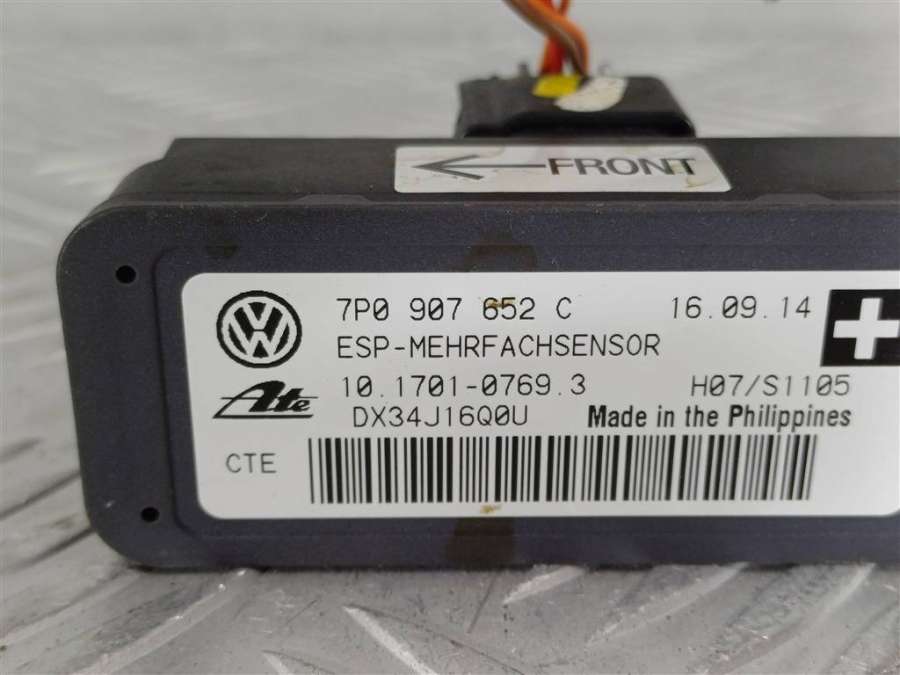 FRONT
7P0 907 652 C 16.09.14
ESP-MEHRFACHSENSOR
10.1701-0769.3 H07/S1105
Ate DX34J16Q0U Made in the Philippines
CTE